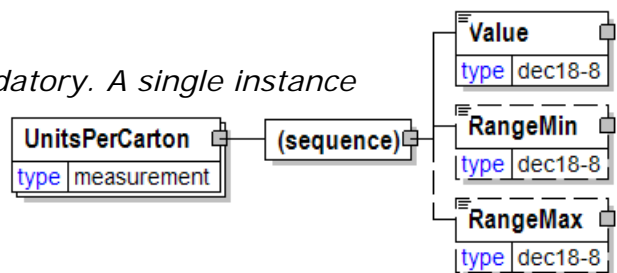 Value
type dec18-8
datory. A single instance
RangeMin
type dec18-8
UnitsPerCarton
type measurement
(sequence)
RangeMax
type dec18-8